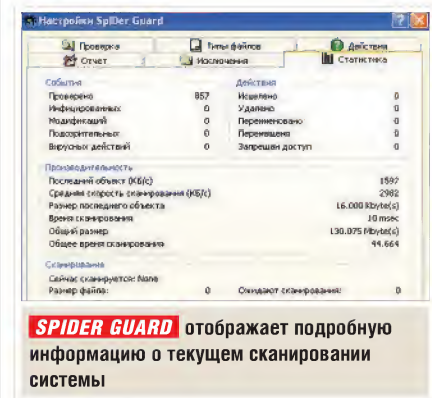 Настройки SpIDer Guard
Проверка Типы файлов Действия
Отчет Исключения Статистика
События Действия
Проверено 857 Исцелено 0
Инфицированных 0 Удалено 0
Модификаций 0 Переименовано 0
Подозрительных 0 Перемещено 0
Вирусных действий 0 Запрещен доступ 0
Производительность
Последний объект (Кб/с) 1597
Средняя скорость сканирования (Кб/с) 2982
Размер последнего объекта 16.000 Kbyte(s)
Время сканирования 10 msec
Общий размер 130.075 Mbyte(s)
Общее время сканирования 44.664
Сканирование
Сейчас сканируется: None
Размер файла: 0 Ожидают сканирования: 0
SPIDER GUARD отображает подробную
информацию о текущем сканировании
системы